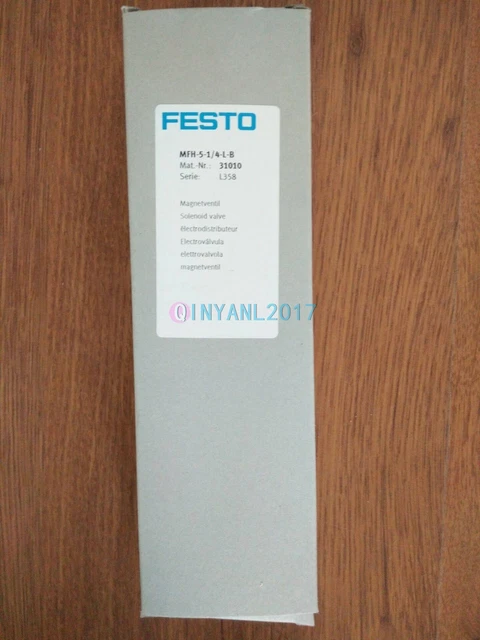 FESTO
MFH-5-1/4-L-B
Mat.-Nr.: 31010
Serie: L358
Magnetventil
Solenoid valve
électrodistributeur
Electroválvula
elettrovalvola
magnetventil
QINYANL2017